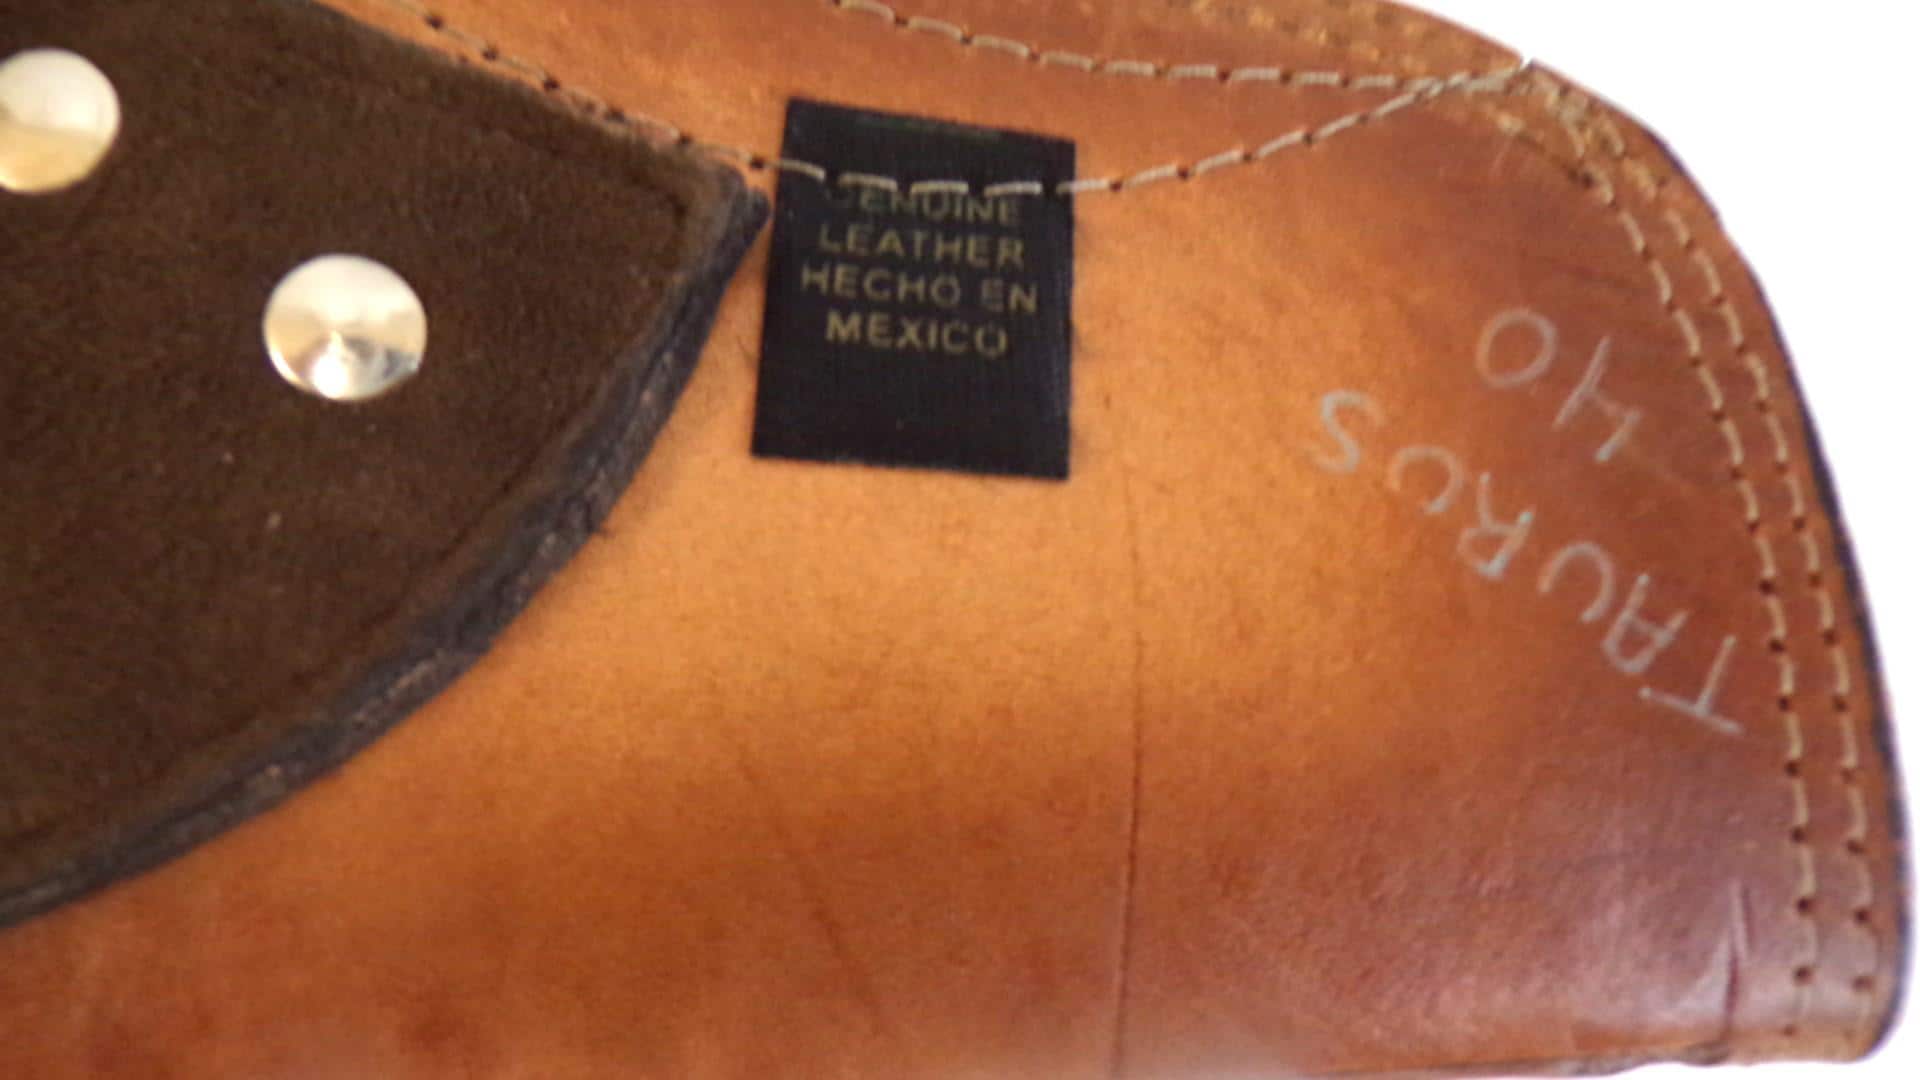 GENUINE
LEATHER
HECHO EN
MEXICO
TAURUS
40